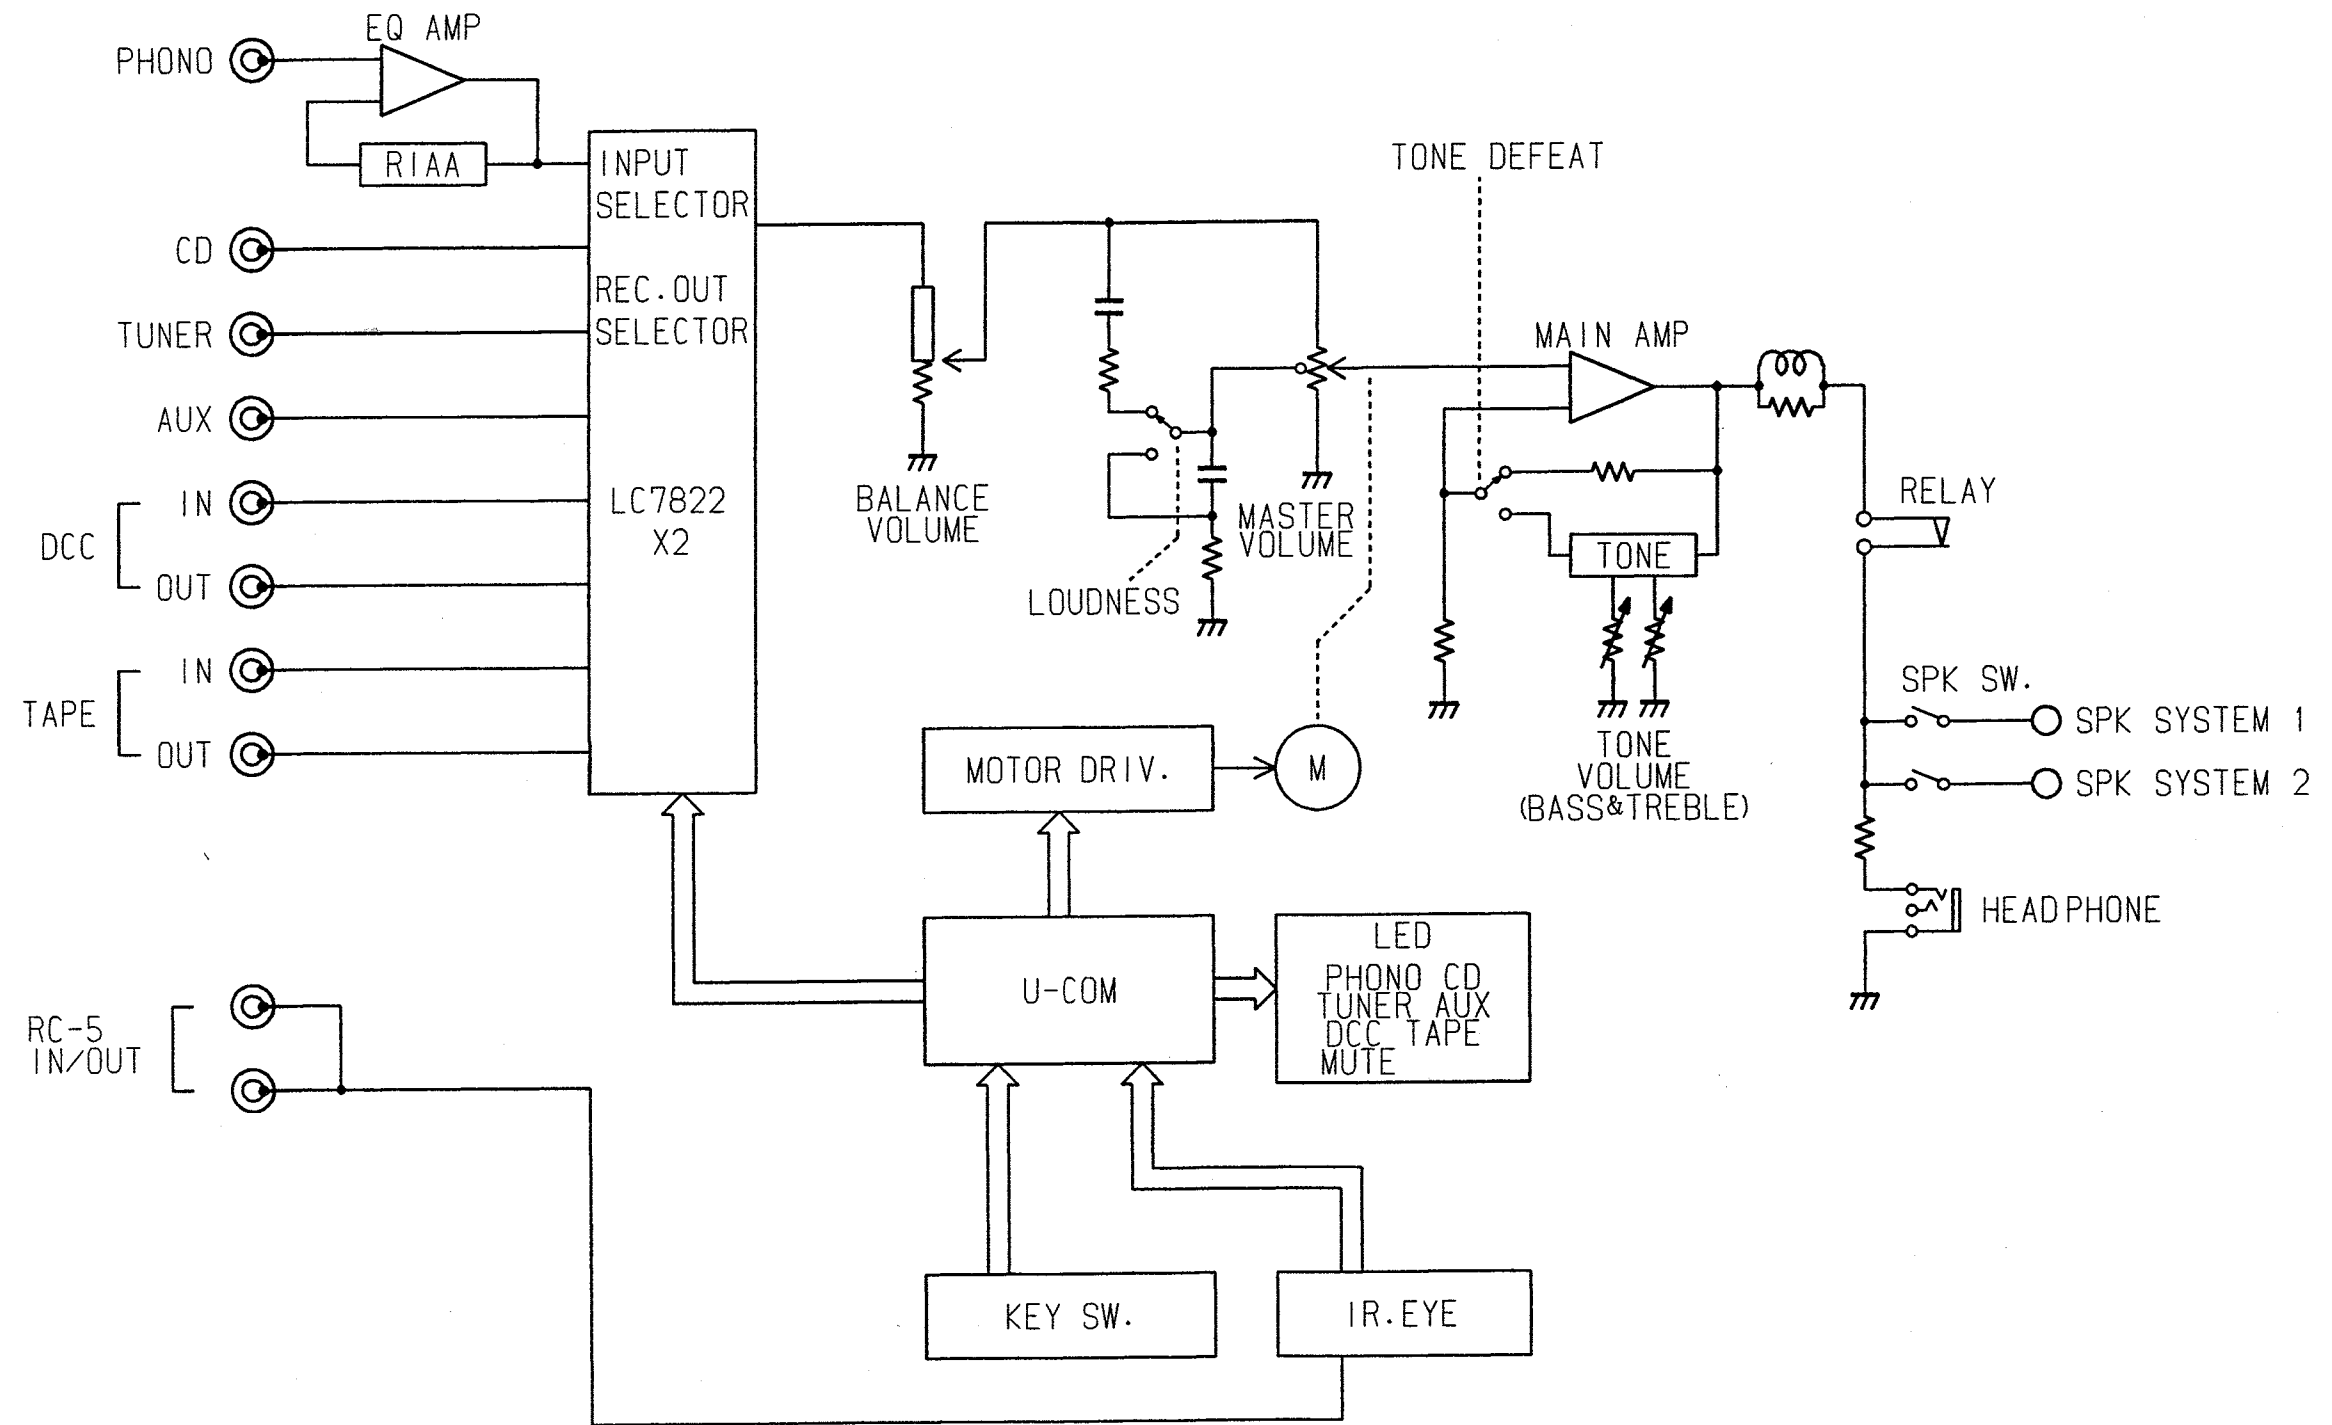 EQ AMP
PHONO
RIAA
INPUT
SELECTOR
CD
REC.OUT
SELECTOR
TUNER
AUX
LC7822
X2
DCC
IN
OUT
TAPE
IN
OUT
BALANCE
VOLUME
LOUDNESS
MASTER
VOLUME
TONE DEFEAT
MAIN AMP
TONE
TONE
VOLUME
(BASS&TREBLE)
RELAY
SPK SW.
SPK SYSTEM 1
SPK SYSTEM 2
HEADPHONE
MOTOR DRIV.
M
U-COM
LED
PHONO CD
TUNER AUX
DCC TAPE
MUTE
RC-5
IN/OUT
KEY SW.
IR.EYE